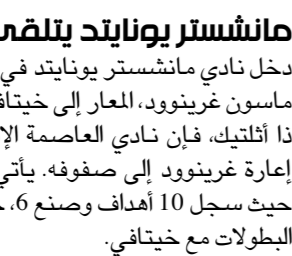 مانشستر يونايتد يتلقى
دخل نادي مانشستر يونايتد في
ماسون غرينوود، المعار إلى خيتافي
ذا أثلتيك، فإن نادي العاصمة
إعارة غرينوود إلى صفوفه. يأتي
حيث سجل 10 أهداف وصنع 6،
البطولات مع خيتافي.